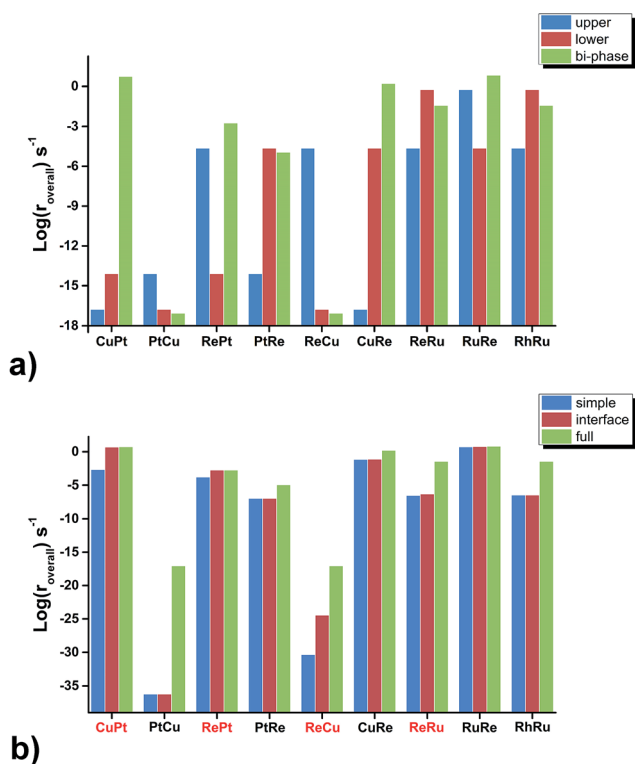 upper
lower
bi-phase
0
-3
-6
-9
-12
-15
-18
Log(r_overall) s^-1
CuPt PtCu RePt PtRe ReCu CuRe ReRu RuRe RhRu
a)
simple
interface
full
0
-5
-10
-15
-20
-25
-30
-35
Log(r_overall) s^-1
CuPt PtCu RePt PtRe ReCu CuRe ReRu RuRe RhRu
b)